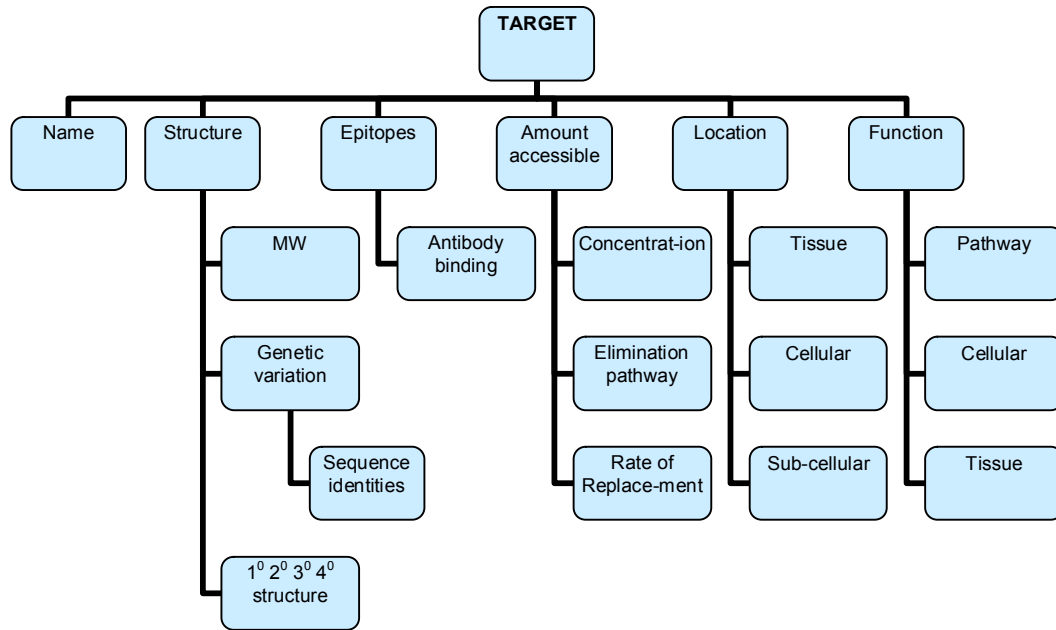 TARGET
Name
Structure
Epitopes
Amount
accessible
Location
Function
MW
Antibody
binding
Concentrat-ion
Tissue
Pathway
Genetic
variation
Elimination
pathway
Cellular
Cellular
Sequence
identities
Rate of
Replace-ment
Sub-cellular
Tissue
1⁰ 2⁰ 3⁰ 4⁰
structure